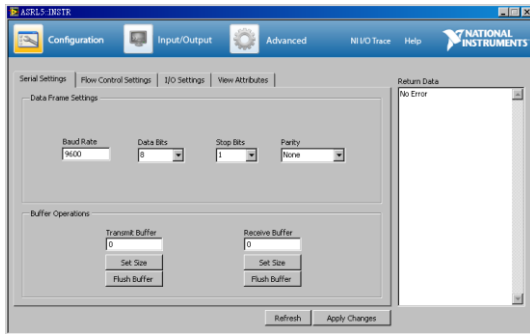 ASRL5-INSTR
Configuration Input/Output Advanced NI I/O Trace Help NATIONAL INSTRUMENTS
Serial Settings Flow Control Settings I/O Settings View Attributes
Return Data
No Error
Data Frame Settings
Baud Rate Data Bits Stop Bits Parity
9600 8 1 None
Buffer Operations
Transmit Buffer Receive Buffer
0 0
Set Size Set Size
Flush Buffer Flush Buffer
Refresh Apply Changes